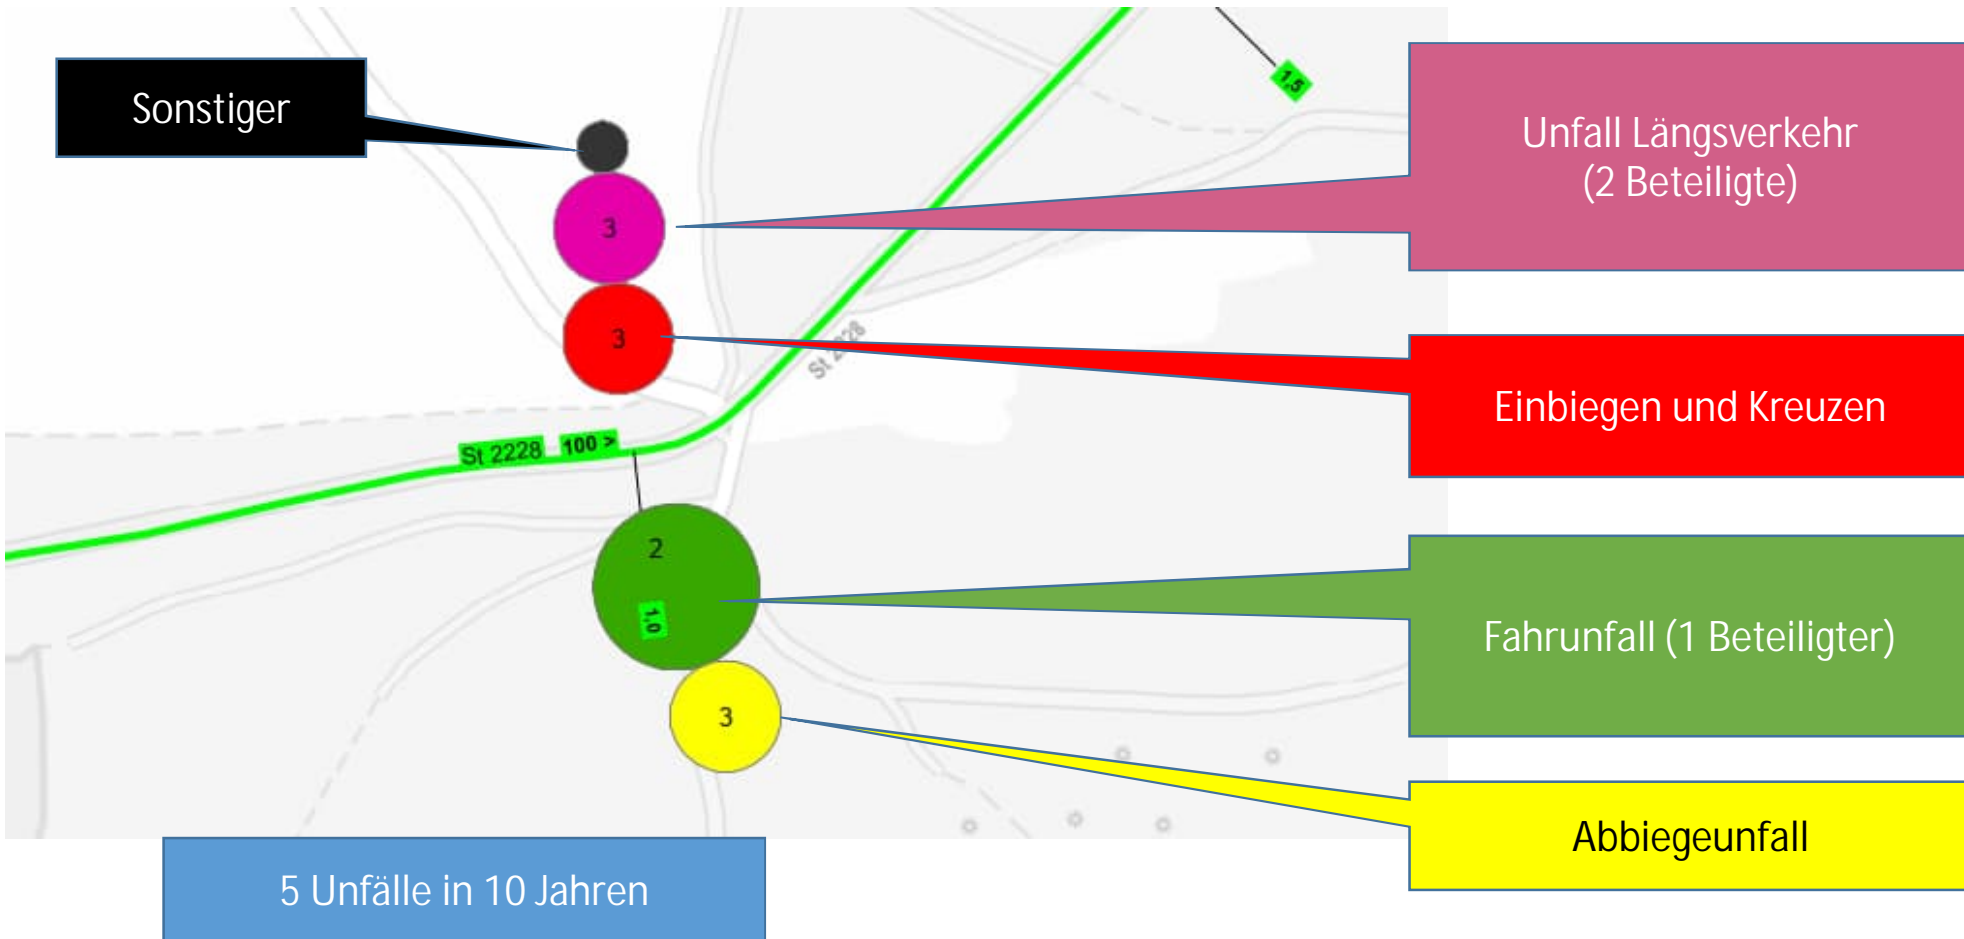 Sonstiger
1,5
Unfall Längsverkehr
(2 Beteiligte)
3
3
St 2228
Einbiegen und Kreuzen
St 2228 100 >
2
1,0
Fahrunfall (1 Beteiligter)
3
Abbiegeunfall
5 Unfälle in 10 Jahren